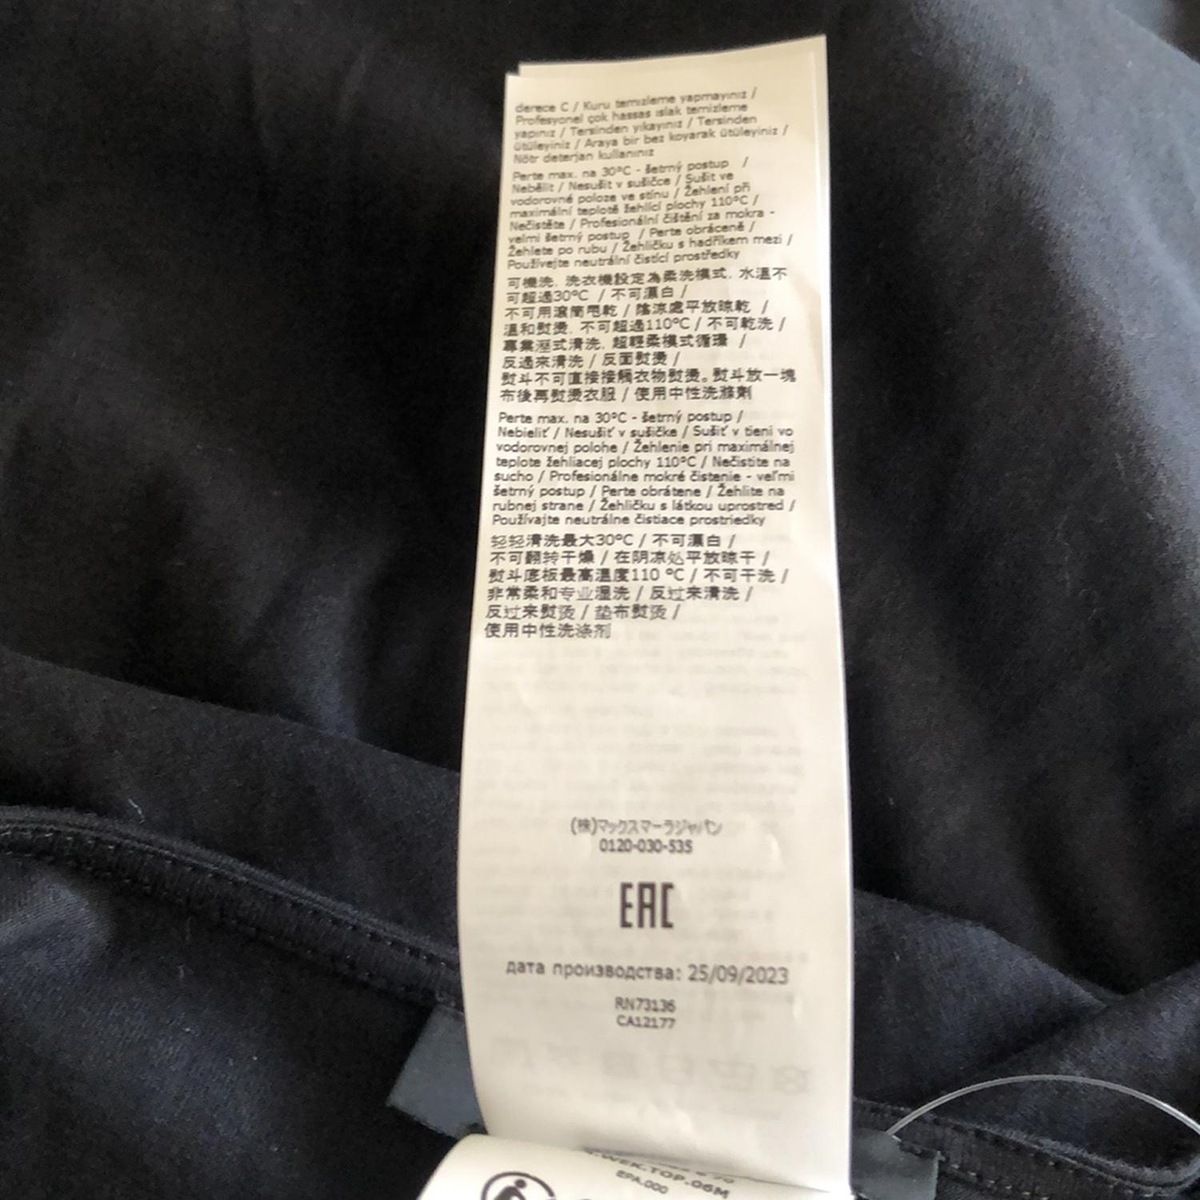 derece C / Kuru temizleme yapmayınız /
Profesyonel çok hassas ıslak temizleme
yapınız / Tersinden yıkayınız / Tersinden
ütüleyiniz / Araya bir bez koyarak ütüleyiniz /
Nötr deterjan kullanınız
Perte max. na 30°C - šetrný postup /
Nebělit / Nesušit v sušičce / Sušit ve
vodorovné poloze ve stínu / Žehlení při
maximální teplotě žehlící plochy 110°C /
Nečistěte / Profesionální čištění za mokra -
velmi šetrný postup / Perte obráceně /
Žehlete po rubu / Žehličku s hadříkem mezi /
Používejte neutrální čistící prostředky
可機洗, 洗衣機設定為柔洗模式, 水溫不
可超過30°C / 不可漂白 /
不可用滾筒甩乾 / 陰涼處平放晾乾 /
溫和熨燙, 不可超過110°C / 不可乾洗 /
專業溼式清洗, 超輕柔模式循環 /
反過來清洗 / 反面熨燙 /
熨斗不可直接接觸衣物熨燙。熨斗放一塊
布後再熨燙衣服 / 使用中性洗滌劑
Perte max. na 30°C - šetrný postup /
Nebieliť / Nesušiť v sušičke / Sušiť v tieni vo
vodorovnej polohe / Žehlenie pri maximálnej
teplote žehliacej plochy 110°C / Nečistite na
sucho / Profesionálne mokré čistenie - veľmi
šetrný postup / Perte obrátene / Žehlite na
rubnej strane / Žehličku s látkou uprostred /
Používajte neutrálne čistiace prostriedky
轻轻清洗最大30°C / 不可漂白 /
不可翻转干燥 / 在阴凉处平放晾干 /
熨斗底板最高温度110 °C / 不可干洗 /
非常柔和专业湿洗 / 反过来清洗 /
反过来熨烫 / 垫布熨烫 /
使用中性洗涤剂
(株)マックスマーラジャパン
0120-030-535
EAC
дата производства: 25/09/2023
RN73136
CA12177
.WEK.TOP.06M
EPA.000